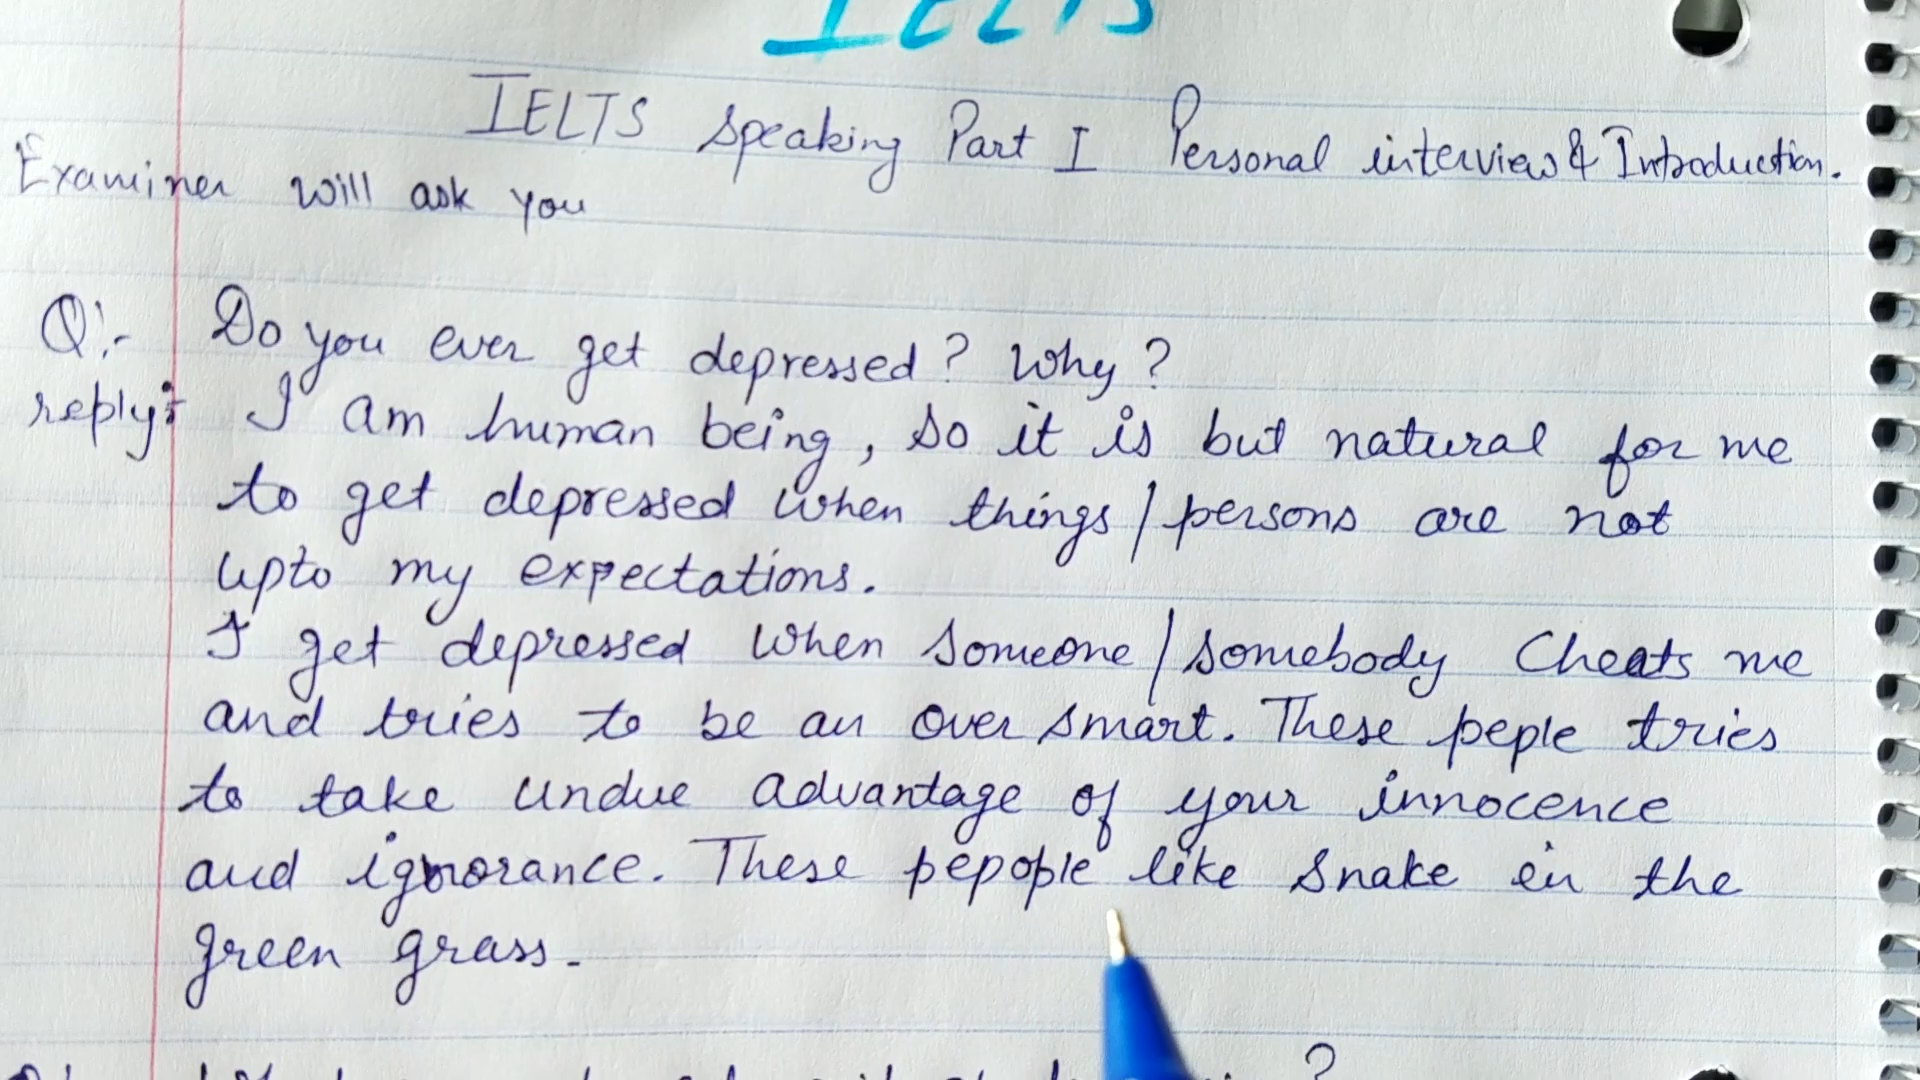 IELTS
IELTS Speaking Part I Personal interview & Introduction.
Examiner will ask you
Q:- Do you ever get depressed? Why?
reply:- I am human being, so it is but natural for me
to get depressed when things/persons are not
upto my expectations.
I get depressed when someone/somebody Cheats me
and tries to be an over smart. These peple tries
to take undue advantage of your innocence
and ignorance. These pepople like snake in the
green grass.